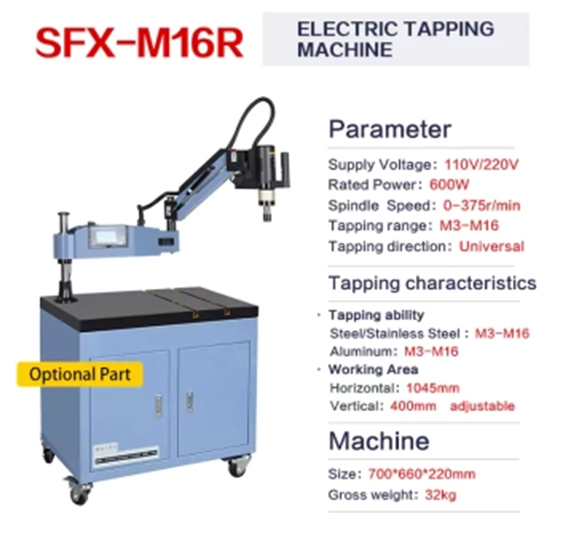 SFX-M16R
ELECTRIC TAPPING
MACHINE
Parameter
Supply Voltage: 110V/220V
Rated Power: 600W
Spindle Speed: 0-375r/min
Tapping range: M3-M16
Tapping direction: Universal
Tapping characteristics
· Tapping ability
Steel/Stainless Steel : M3-M16
Aluminum: M3-M16
· Working Area
Horizontal: 1045mm
Vertical: 400mm adjustable
Optional Part
Machine
Size: 700*660*220mm
Gross weight: 32kg